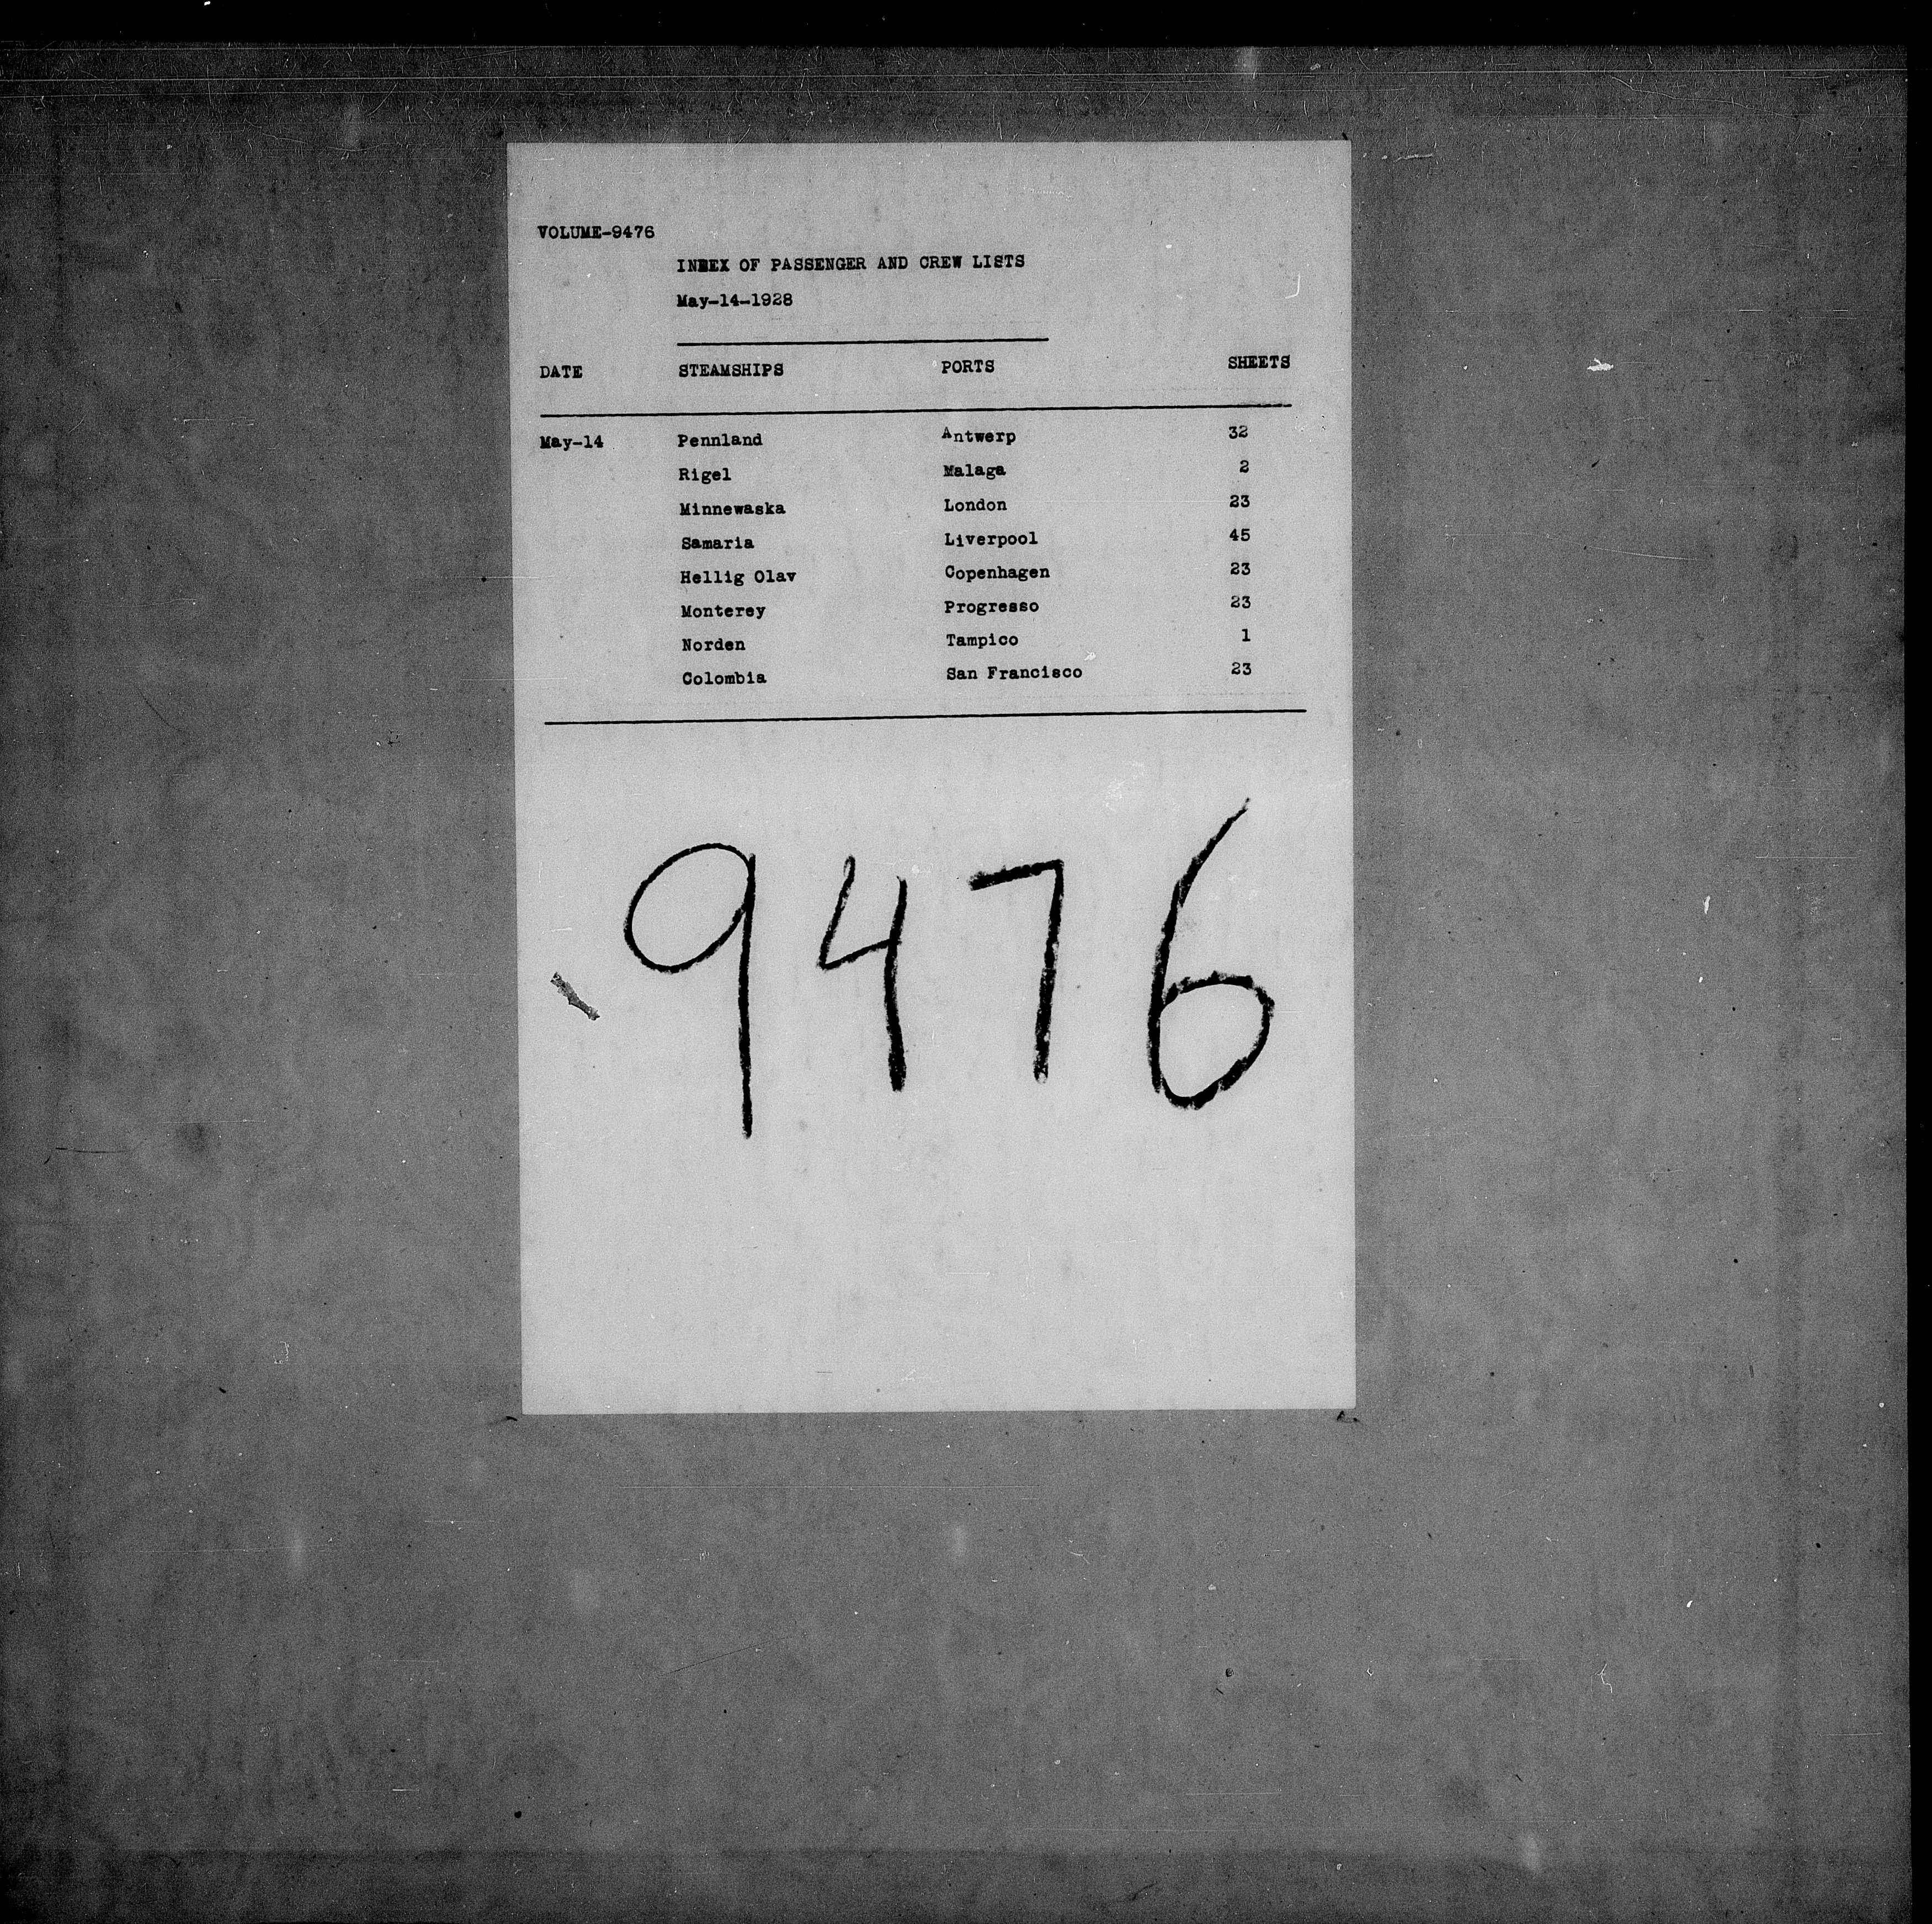 VOLUME-9476
INDEX OF PASSENGER AND CREW LISTS
May-14-1928
DATE STEAMSHIPS PORTS SHEETS
May-14 Pennland Antwerp 32
Rigel Malaga 2
Minnewaska London 23
Samaria Liverpool 45
Hellig Olav Copenhagen 23
Monterey Progresso 23
Norden Tampico 1
Colombia San Francisco 23
9476